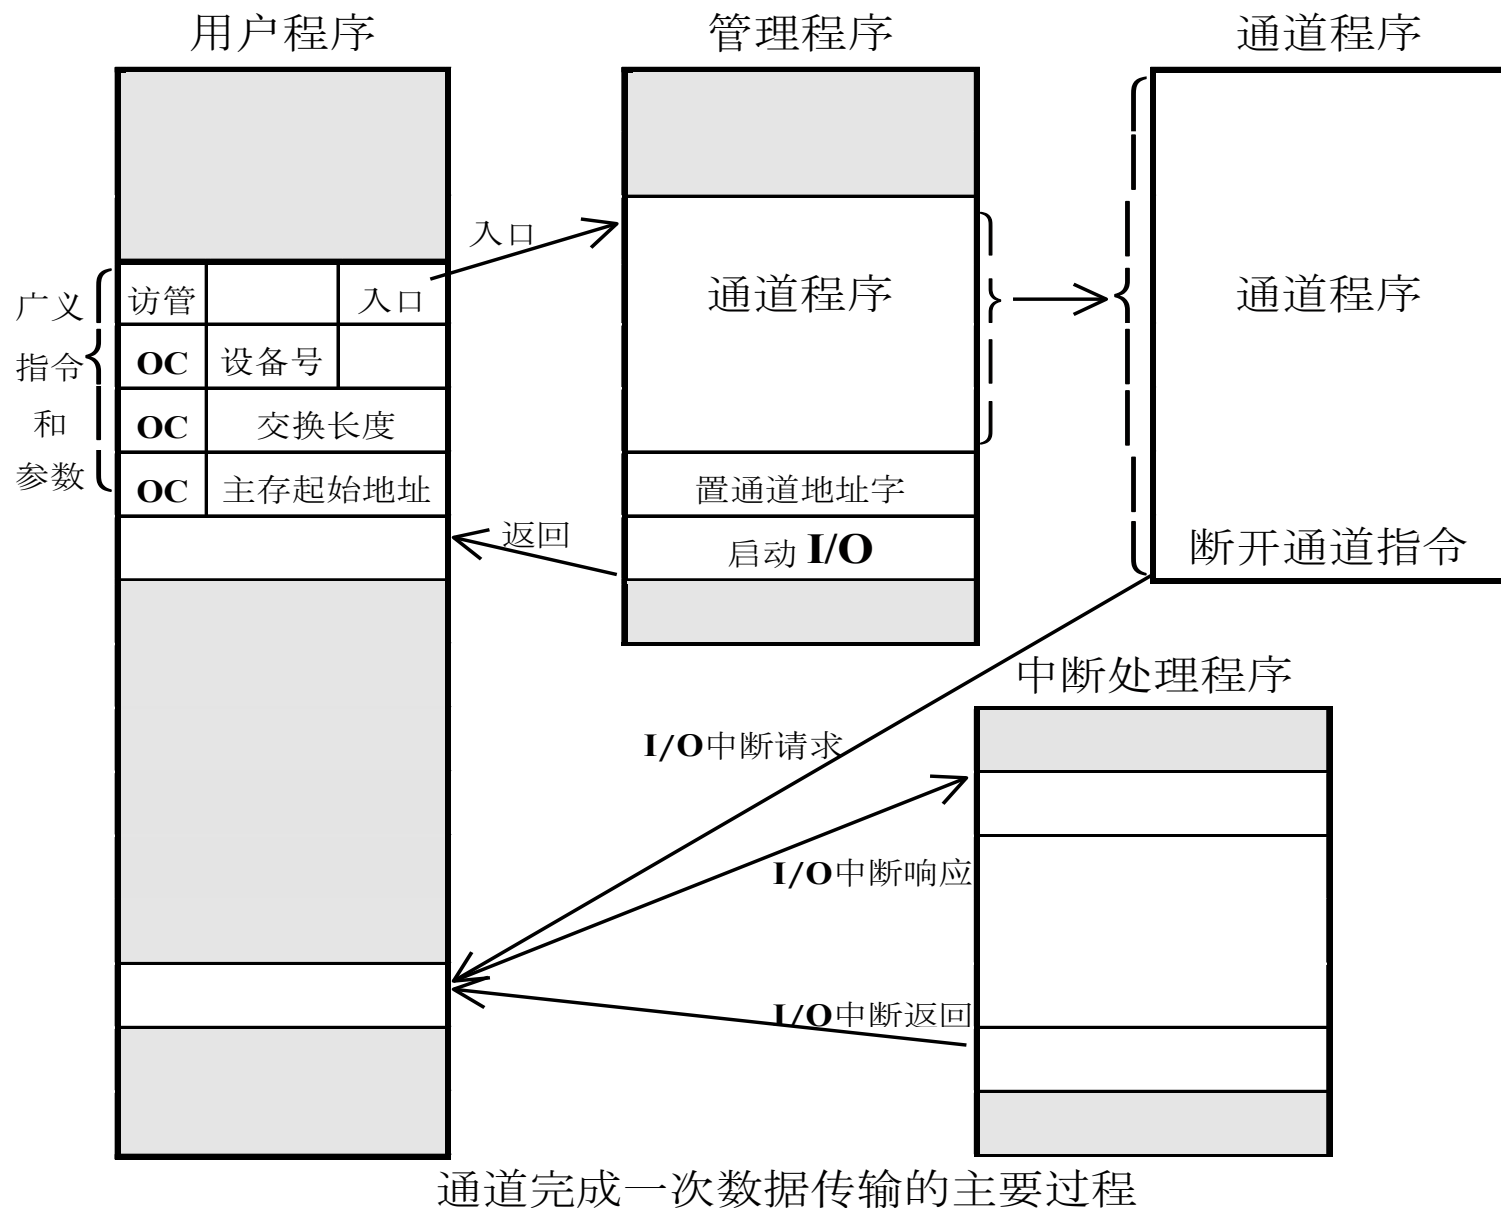 用户程序
管理程序
通道程序
入口
广义
指令
和
参数
访管
入口
OC
设备号
OC
交换长度
OC
主存起始地址
通道程序
置通道地址字
启动 I/O
返回
通道程序
断开通道指令
中断处理程序
I/O中断请求
I/O中断响应
I/O中断返回
通道完成一次数据传输的主要过程